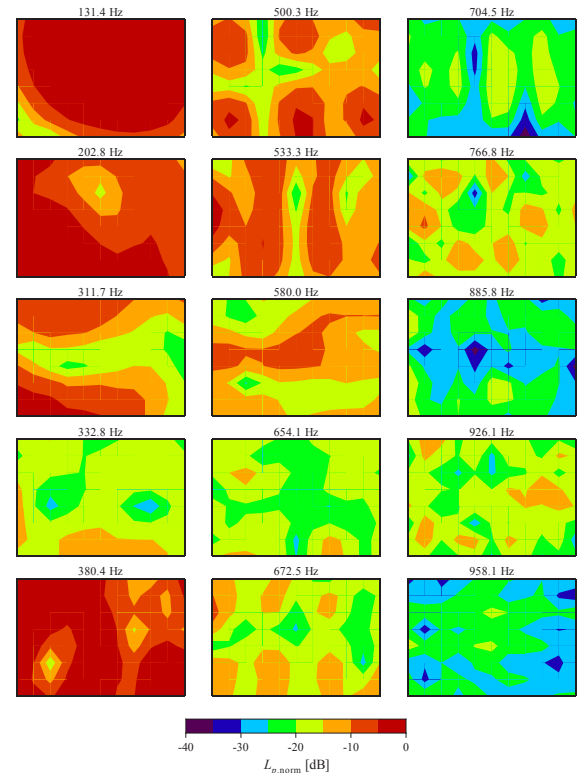 131.4 Hz
500.3 Hz
704.5 Hz
202.8 Hz
533.3 Hz
766.8 Hz
311.7 Hz
580.0 Hz
885.8 Hz
332.8 Hz
654.1 Hz
926.1 Hz
380.4 Hz
672.5 Hz
958.1 Hz
-40 -30 -20 -10 0
Lp,norm [dB]